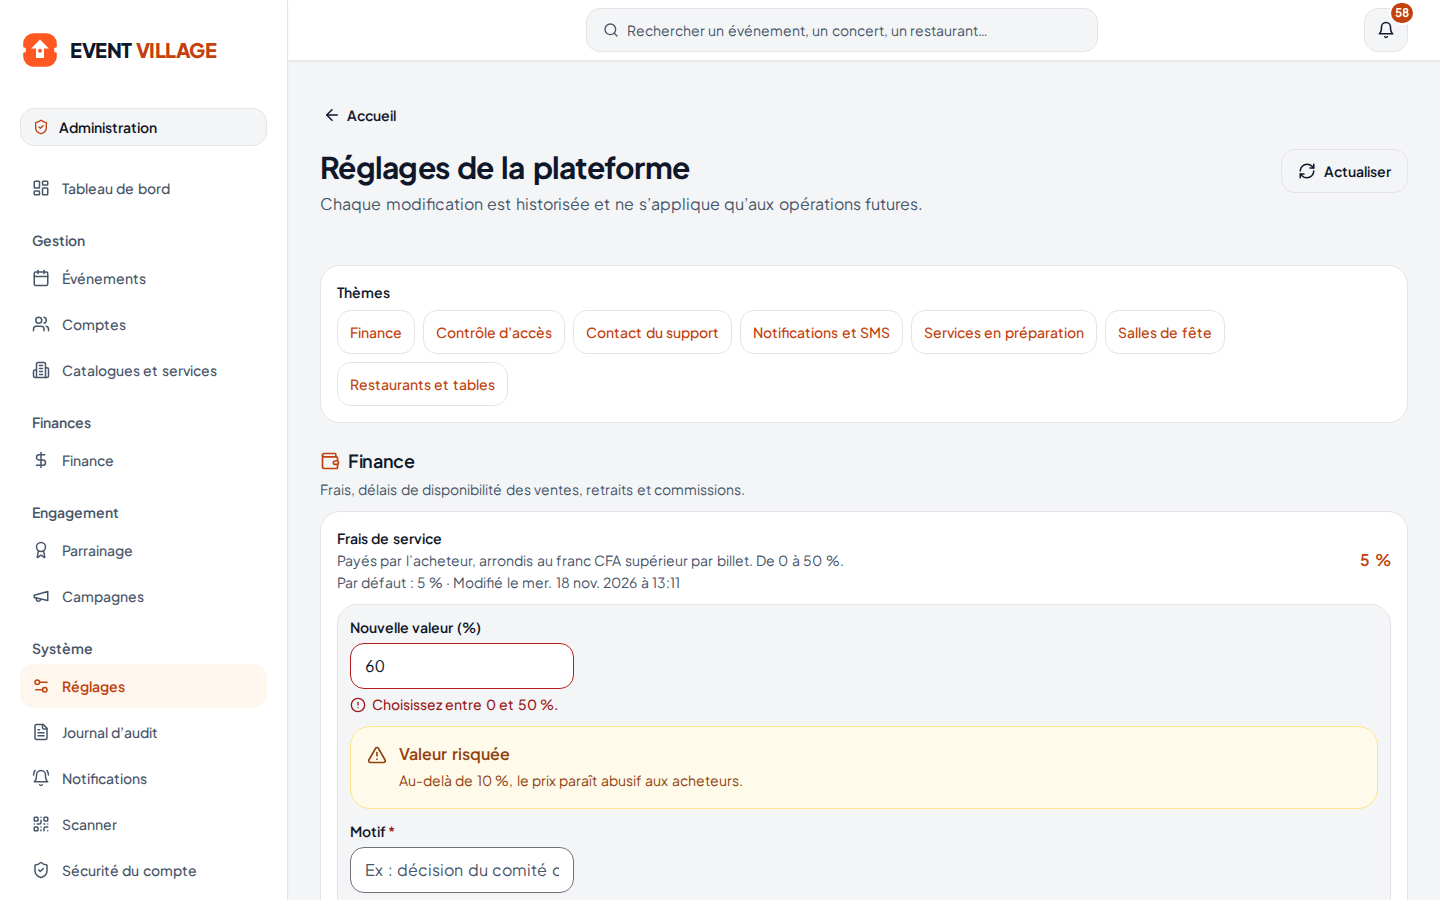 EVENT VILLAGE
Administration
Tableau de bord
Gestion
Événements
Comptes
Catalogues et services
Finances
Finance
Engagement
Parrainage
Campagnes
Système
Réglages
Journal d’audit
Notifications
Scanner
Sécurité du compte
Rechercher un événement, un concert, un restaurant…
58
Accueil
Réglages de la plateforme
Chaque modification est historisée et ne s’applique qu’aux opérations futures.
Actualiser
Thèmes
Finance
Contrôle d’accès
Contact du support
Notifications et SMS
Services en préparation
Salles de fête
Restaurants et tables
Finance
Frais, délais de disponibilité des ventes, retraits et commissions.
Frais de service
Payés par l’acheteur, arrondis au franc CFA supérieur par billet. De 0 à 50 %.
Par défaut : 5 % · Modifié le mer. 18 nov. 2026 à 13:11
5 %
Nouvelle valeur (%)
60
Choisissez entre 0 et 50 %.
Valeur risquée
Au-delà de 10 %, le prix paraît abusif aux acheteurs.
Motif *
Ex : décision du comité